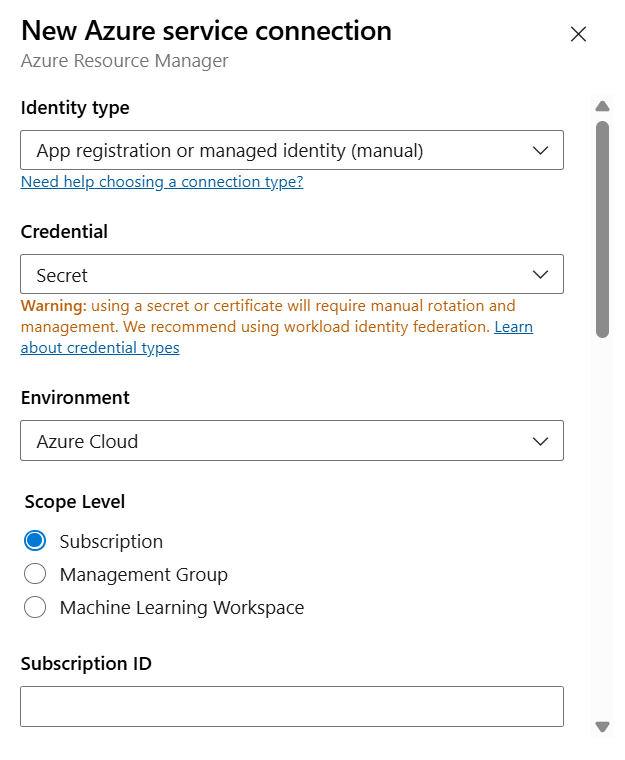 New Azure service connection
Azure Resource Manager
Identity type
App registration or managed identity (manual)
Need help choosing a connection type?
Credential
Secret
Warning: using a secret or certificate will require manual rotation and
management. We recommend using workload identity federation. Learn
about credential types
Environment
Azure Cloud
Scope Level
Subscription
Management Group
Machine Learning Workspace
Subscription ID